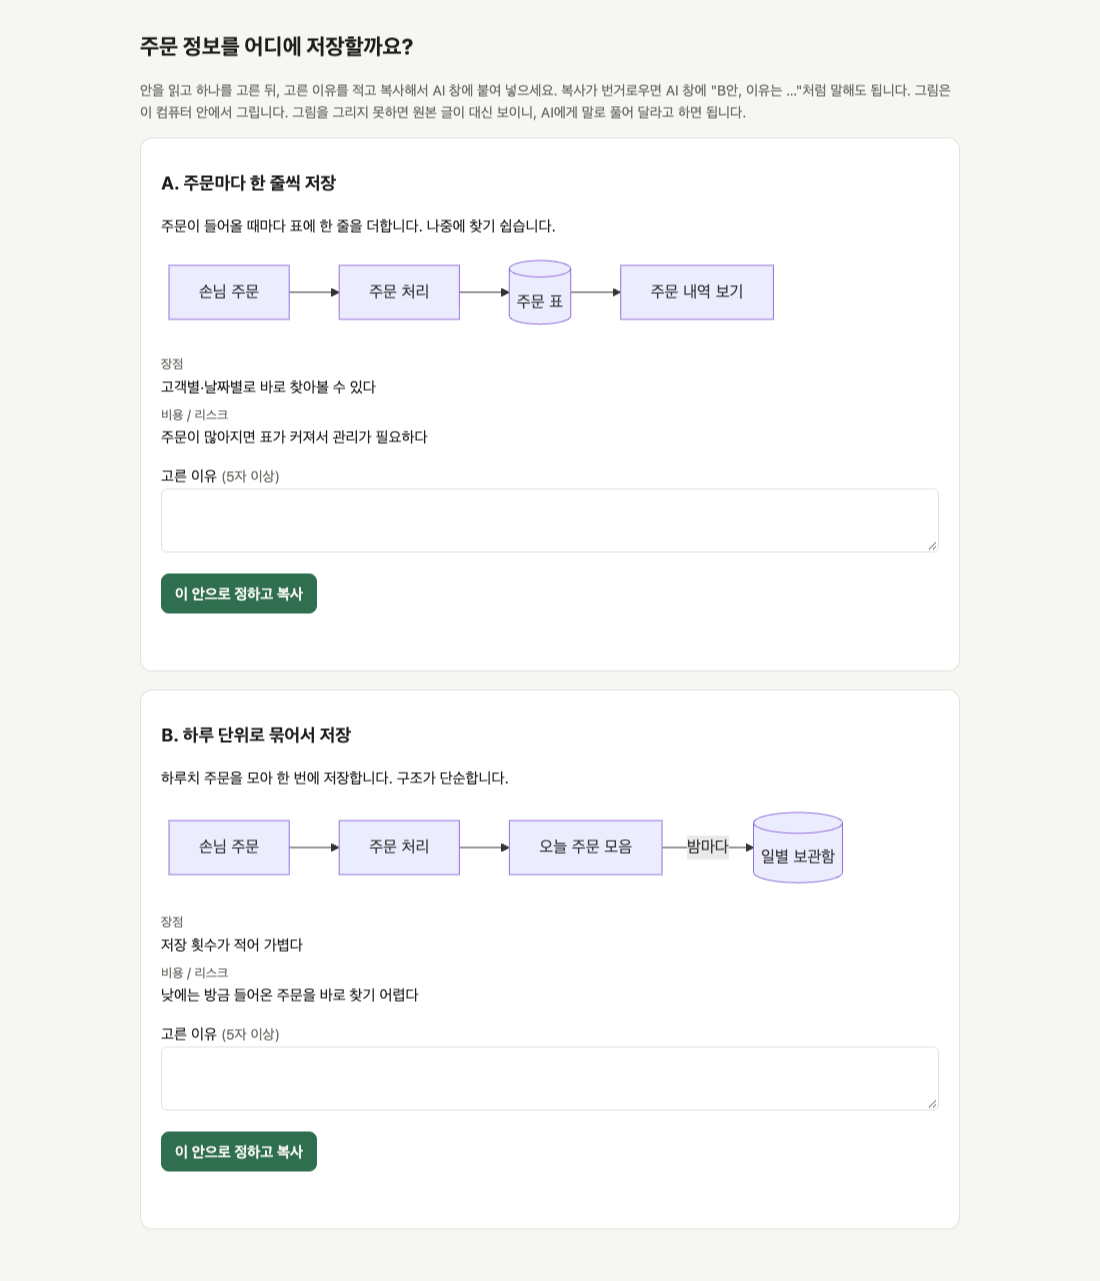 주문 정보를 어디에 저장할까요?
안을 읽고 하나를 고른 뒤, 고른 이유를 적고 복사해서 AI 창에 붙여 넣으세요. 복사가 번거로우면 AI 창에 "B안, 이유는 ..."처럼 말해도 됩니다. 그림은
이 컴퓨터 안에서 그립니다. 그림을 그리지 못하면 원본 글이 대신 보이니, AI에게 말로 풀어 달라고 하면 됩니다.
A. 주문마다 한 줄씩 저장
주문이 들어올 때마다 표에 한 줄을 더합니다. 나중에 찾기 쉽습니다.
손님 주문
주문 처리
주문 표
주문 내역 보기
장점
고객별·날짜별로 바로 찾아볼 수 있다
비용 / 리스크
주문이 많아지면 표가 커져서 관리가 필요하다
고른 이유 (5자 이상)
이 안으로 정하고 복사
B. 하루 단위로 묶어서 저장
하루치 주문을 모아 한 번에 저장합니다. 구조가 단순합니다.
손님 주문
주문 처리
오늘 주문 모음
밤마다
일별 보관함
장점
저장 횟수가 적어 가볍다
비용 / 리스크
낮에는 방금 들어온 주문을 바로 찾기 어렵다
고른 이유 (5자 이상)
이 안으로 정하고 복사